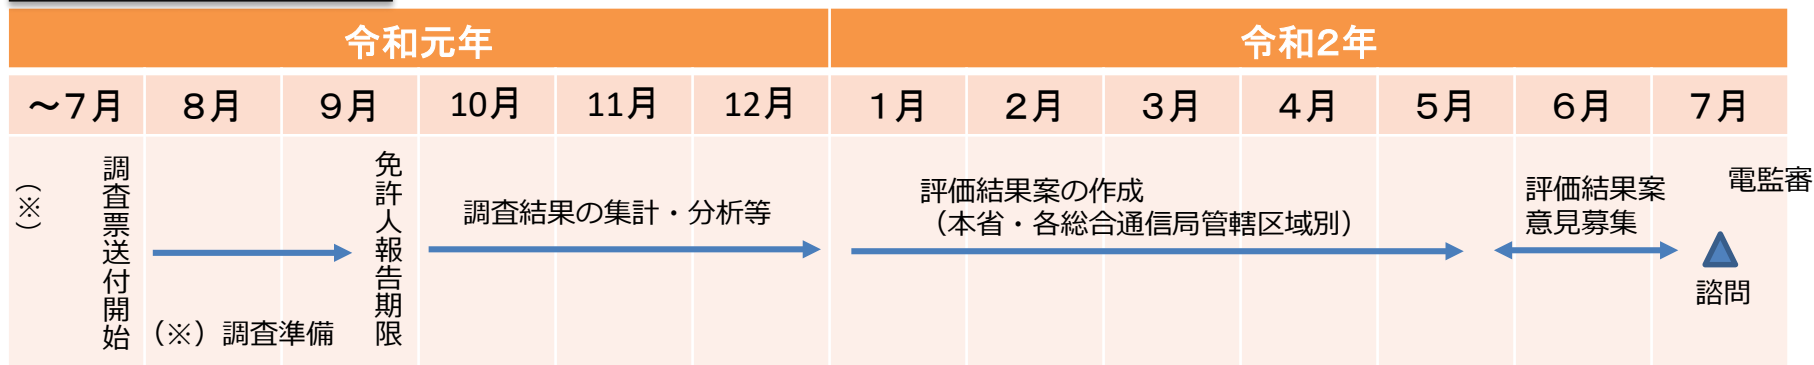 令和元年
令和2年
～7月
8月
9月
10月
11月
12月
1月
2月
3月
4月
5月
6月
7月
（※）
調査票送付開始
（※）調査準備
免許人報告期限
調査結果の集計・分析等
評価結果案の作成
（本省・各総合通信局管轄区域別）
評価結果案
意見募集
電監審
諮問